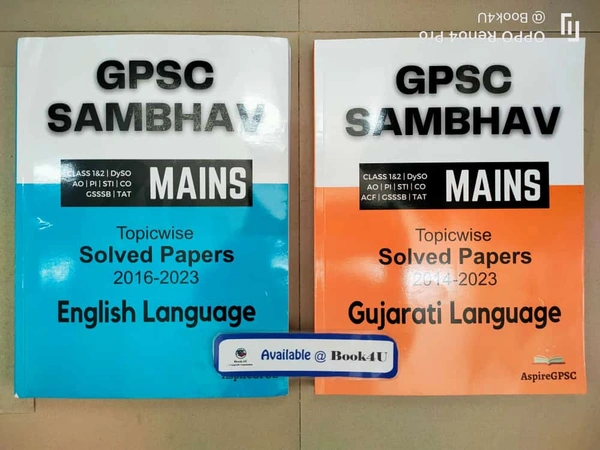 GPSC
SAMBHAV
CLASS 1&2 | DySO
AO | PI | STI | CO
GSSSB | TAT
MAINS
Topicwise
Solved Papers
2016-2023
English Language
GPSC
SAMBHAV
CLASS 1&2 | DySO
AO | PI | STI | CO
ACF | GSSSB | TAT
MAINS
Topicwise
Solved Papers
2014-2023
Gujarati Language
AspireGPSC
Available @ Book4U
OPPO Reno4 Pro
@ Book4U